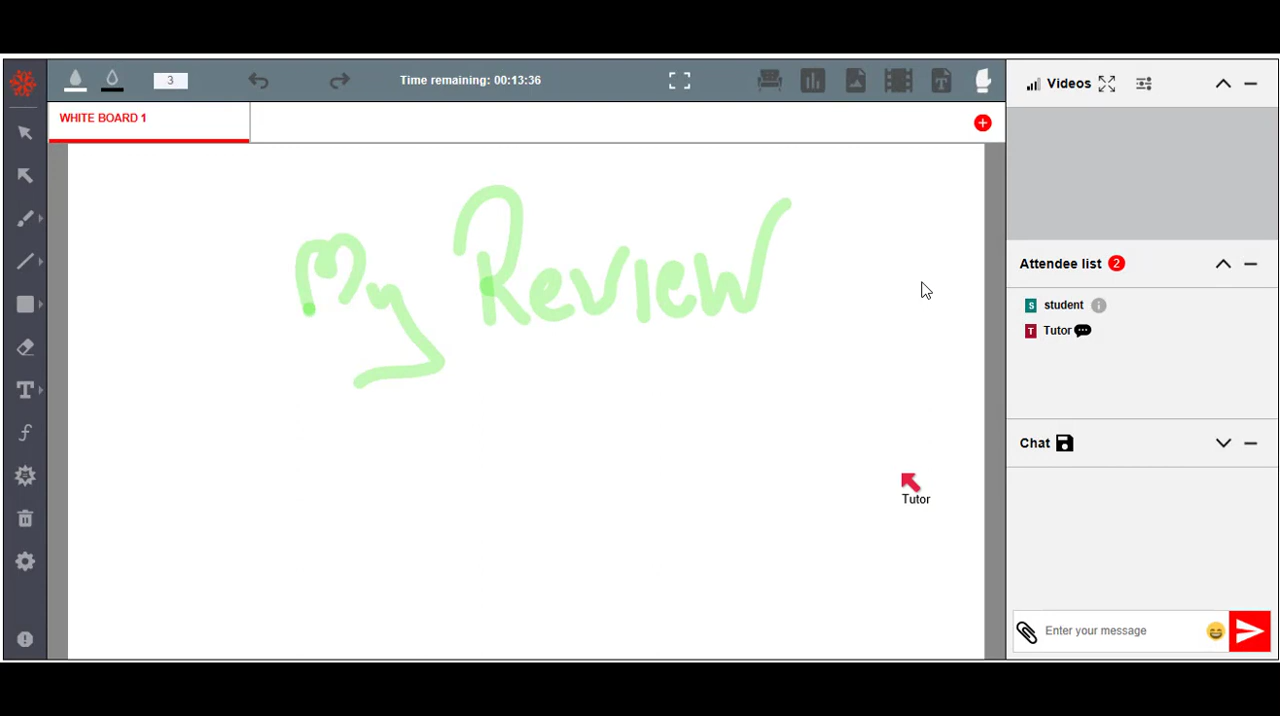 3
Time remaining: 00:13:36
Videos
WHITE BOARD 1
My Review
Attendee list 2
S student i
T Tutor
Chat
Tutor
Enter your message